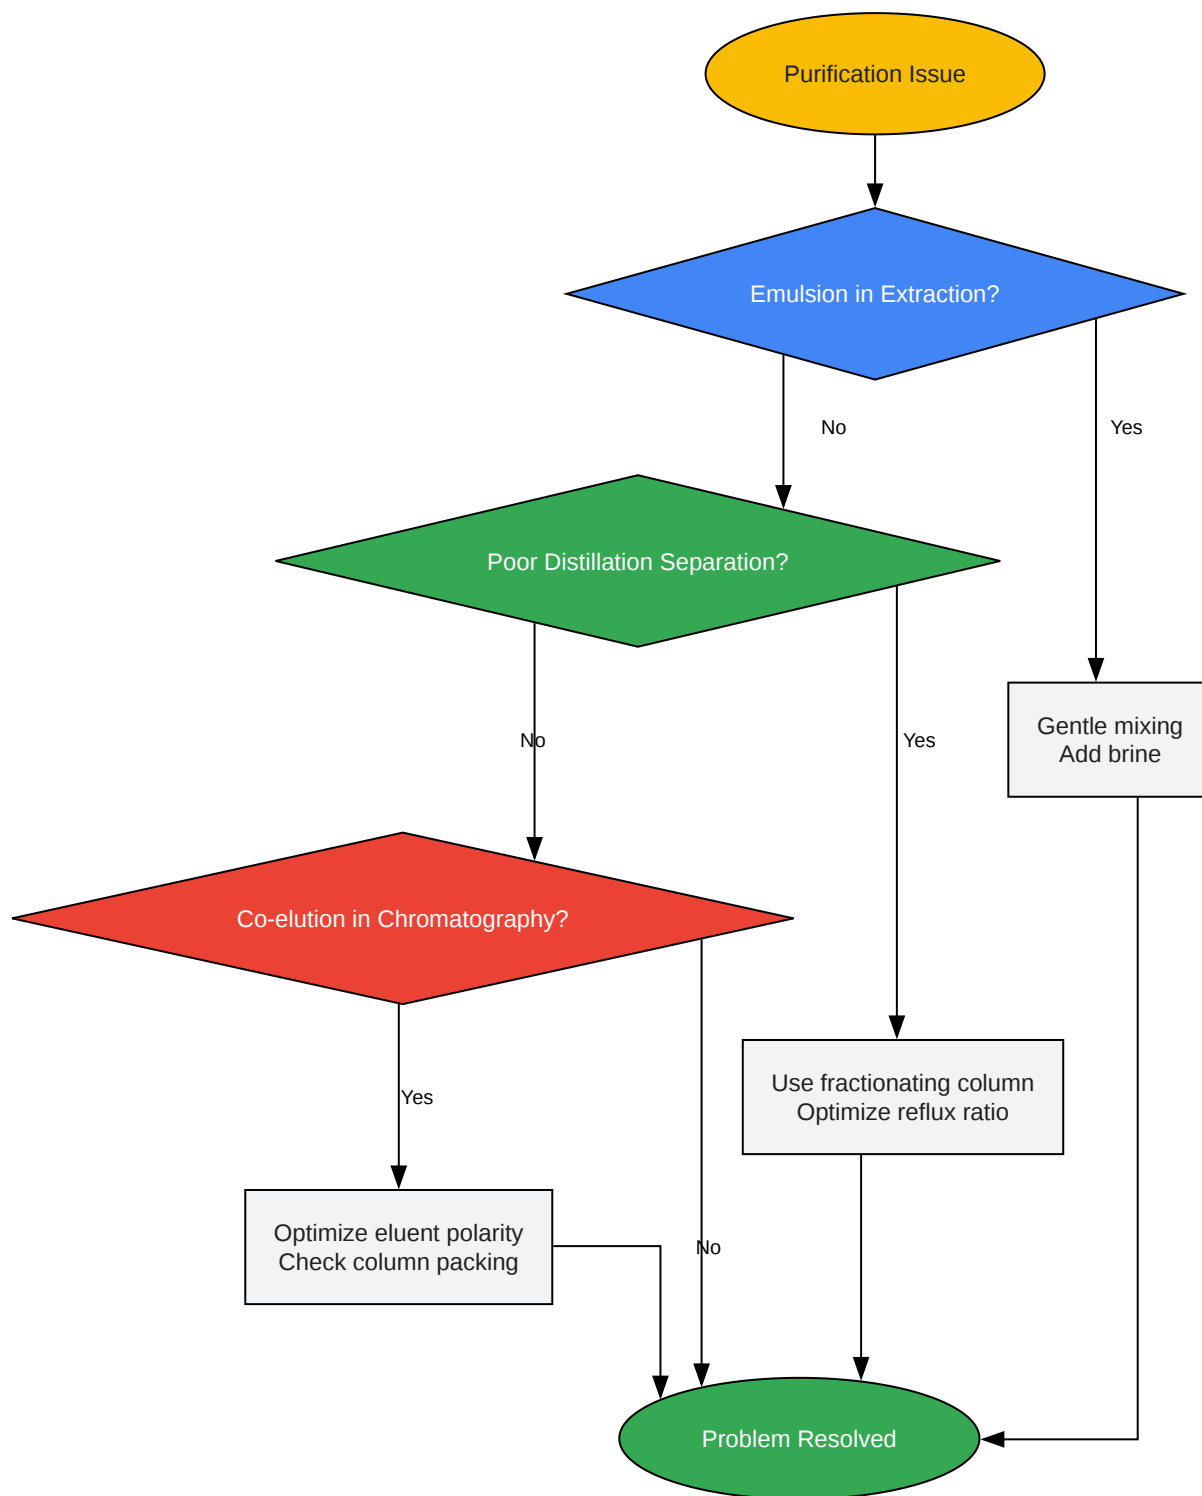 Purification Issue
Emulsion in Extraction?
No
Yes
Poor Distillation Separation?
No
Yes
Gentle mixing
Add brine
Co-elution in Chromatography?
Yes
Use fractionating column
Optimize reflux ratio
Optimize eluent polarity
Check column packing
No
Problem Resolved